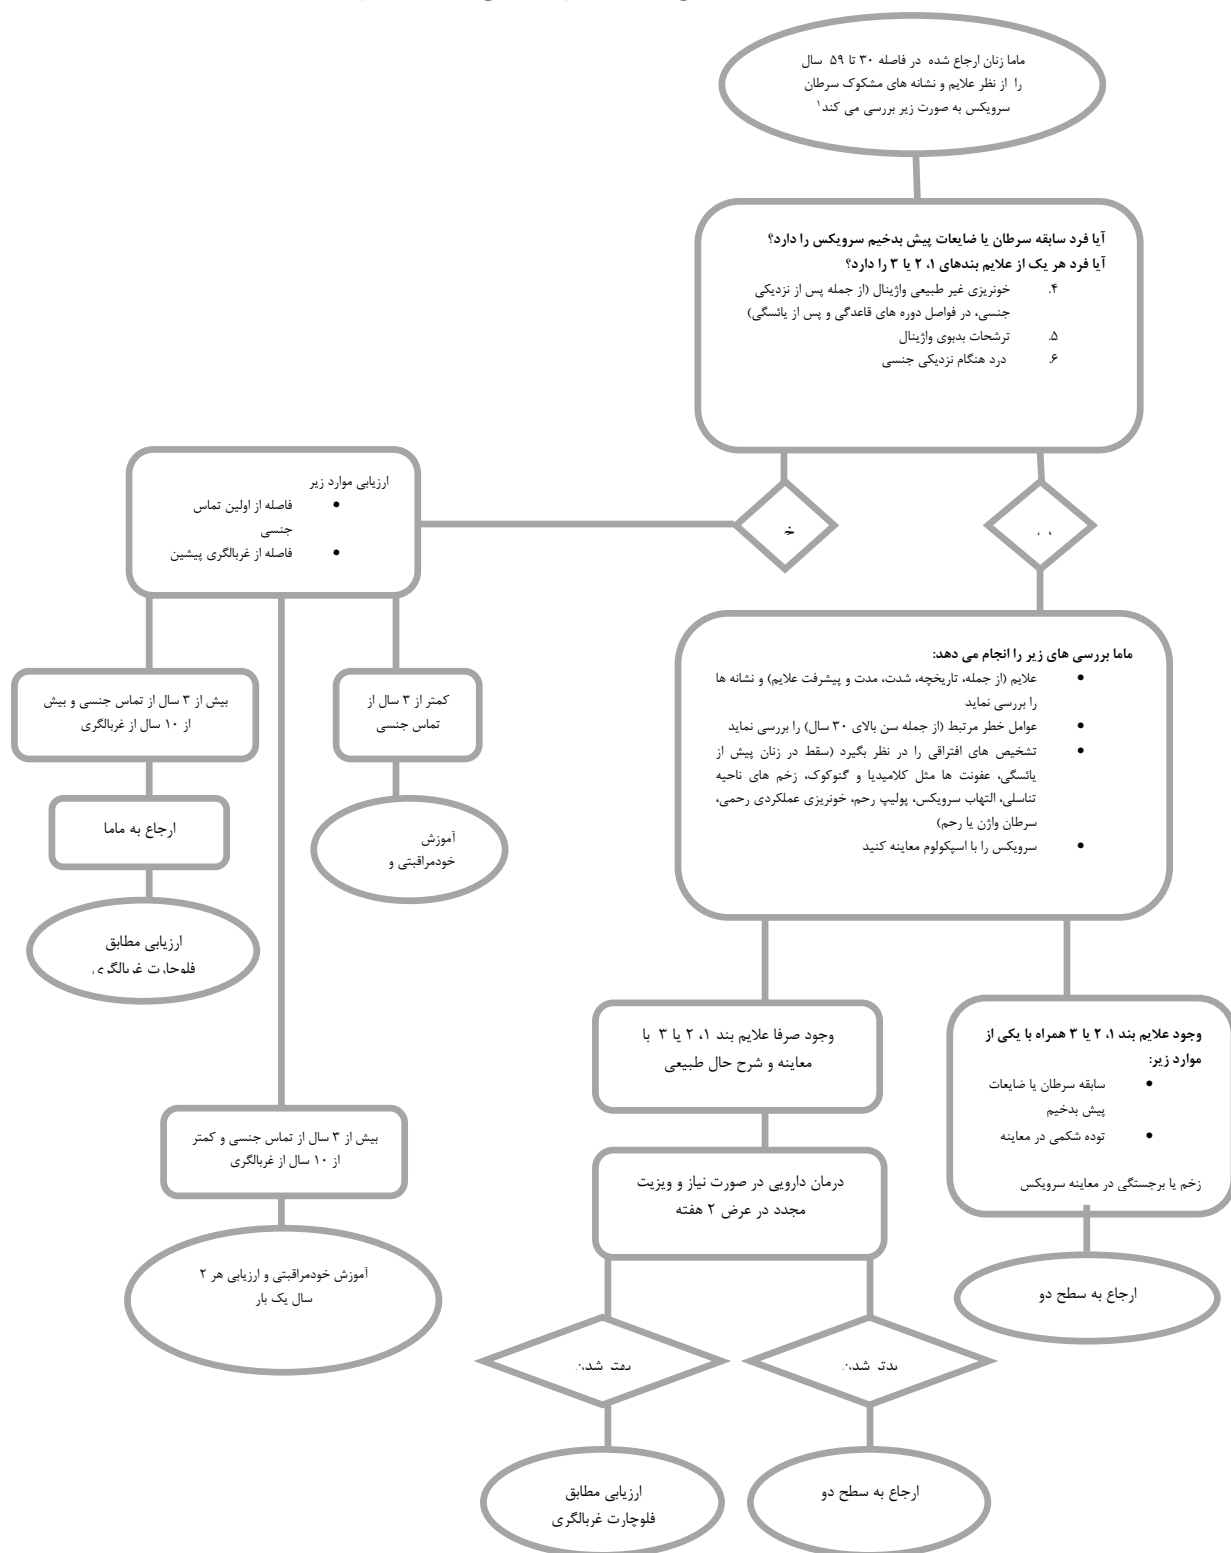 ماما زنان ارجاع شده در فاصله ۳۰ تا ۵۹ سال
را از نظر علایم و نشانه های مشکوک سرطان
سرویکس به صورت زیر بررسی می کند۱
آیا فرد سابقه سرطان یا ضایعات پیش بدخیم سرویکس را دارد؟
آیا فرد هر یک از علایم بندهای ۱، ۲ یا ۳ را دارد؟
۴. خونریزی غیر طبیعی واژینال (از جمله پس از نزدیکی
جنسی، در فواصل دوره های قاعدگی و پس از یائسگی)
۵. ترشحات بدبوی واژینال
۶. درد هنگام نزدیکی جنسی
ارزیابی موارد زیر
• فاصله از اولین تماس
جنسی
• فاصله از غربالگری پیشین
ماما بررسی های زیر را انجام می دهد:
• علایم (از جمله، تاریخچه، شدت، مدت و پیشرفت علایم) و نشانه ها
را بررسی نماید
• عوامل خطر مرتبط (از جمله سن بالای ۳۰ سال) را بررسی نماید
• تشخیص های افتراقی را در نظر بگیرد (سقط در زنان پیش از
یائسگی، عفونت ها مثل کلامیدیا و گنوکوک، زخم های ناحیه
تناسلی، التهاب سرویکس، پولیپ رحم، خونریزی عملکردی رحمی،
سرطان واژن یا رحم)
• سرویکس را با اسپکولوم معاینه کنید
کمتر از ۳ سال از
تماس جنسی
بیش از ۳ سال از تماس جنسی و بیش
از ۱۰ سال از غربالگری
آموزش
خودمراقبتی و
ارجاع به ماما
ارزیابی مطابق
فلوچارت غربالگری
وجود علایم بند ۱، ۲ یا ۳ همراه با یکی از
موارد زیر:
• سابقه سرطان یا ضایعات
پیش بدخیم
• توده شکمی در معاینه
زخم یا برجستگی در معاینه سرویکس
وجود صرفا علایم بند ۱، ۲ یا ۳ با
معاینه و شرح حال طبیعی
بیش از ۳ سال از تماس جنسی و کمتر
از ۱۰ سال از غربالگری
درمان دارویی در صورت نیاز و ویزیت
مجدد در عرض ۲ هفته
آموزش خودمراقبتی و ارزیابی هر ۲
سال یک بار
ارجاع به سطح دو
بدتر شدن
بهتر شدن
ارجاع به سطح دو
ارزیابی مطابق
فلوچارت غربالگری